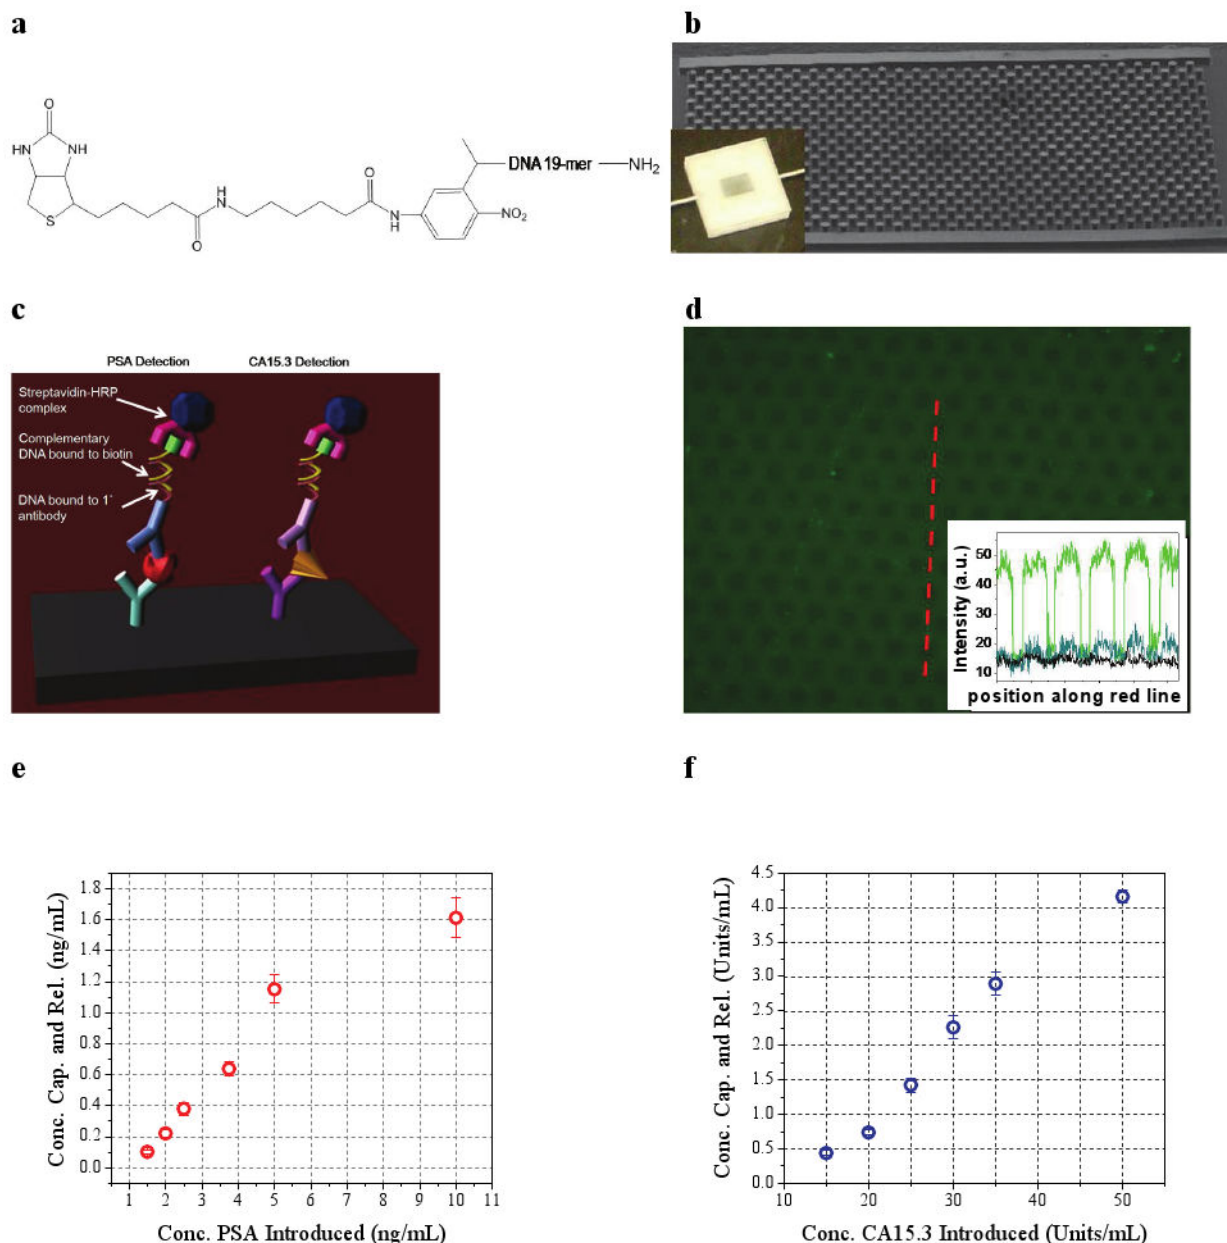 a
O
HN
NH
S
O
N
H
O
N
H
NO₂
DNA 19-mer
NH₂
b
c
PSA Detection
CA15.3 Detection
Streptavidin-HRP
complex
Complementary
DNA bound to biotin
DNA bound to 1˚
antibody
d
Intensity (a.u.)
50
40
30
20
10
position along red line
e
Conc. Cap. and Rel. (ng/mL)
1.8
1.6
1.4
1.2
1.0
0.8
0.6
0.4
0.2
0.0
1 2 3 4 5 6 7 8 9 10 11
Conc. PSA Introduced (ng/mL)
f
Conc. Cap. and Rel. (Units/mL)
4.5
4.0
3.5
3.0
2.5
2.0
1.5
1.0
0.5
0.0
10 20 30 40 50
Conc. CA15.3 Introduced (Units/mL)